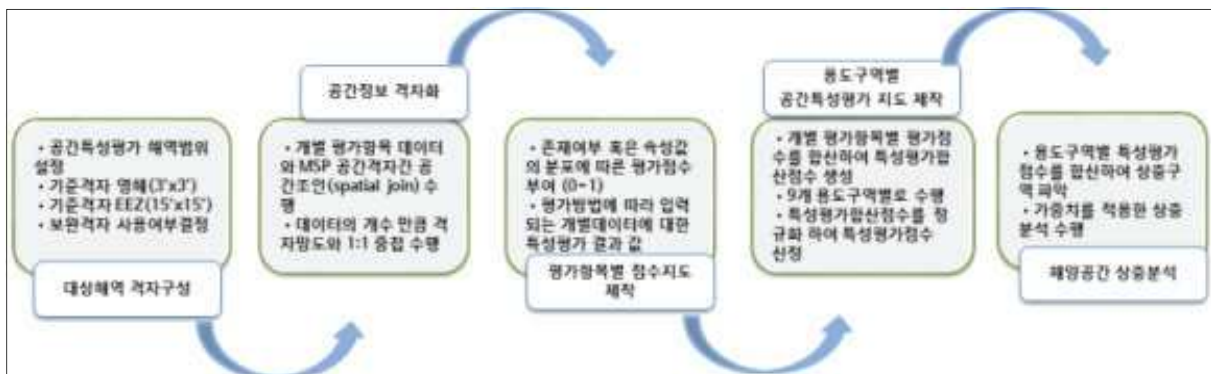 • 공간특성평가 해역범위
설정
• 기준격자 영해(3'x3')
• 기준격자 EEZ(15'x15')
• 보완격자 사용여부결정
대상해역 격자구성
공간정보 격자화
• 개별 평가항목 데이터
와 MSP 공간격자간 공
간조인(spatial join) 수
행
• 데이터의 개수 만큼 격
자망도와 1:1 중첩 수행
• 존재여부 혹은 속성값
의 분포에 따른 평가점수
부여 (0~1)
• 평가방법에 따라 입력
되는 개별데이터에 대한
특성평가 결과 값
평가항목별 점수지도
제작
용도구역별
공간특성평가 지도 제작
• 개별 평가항목별 평가점
수를 합산하여 특성평가합
산점수 생성
• 9개 용도구역별로 수행
• 특성평가합산점수를 정
규화 하여 특성평가점수
산정
• 용도구역별 특성평가
점수를 합산하여 상충구
역 파악
• 가중치를 적용한 상충
분석 수행
해양공간 상충분석